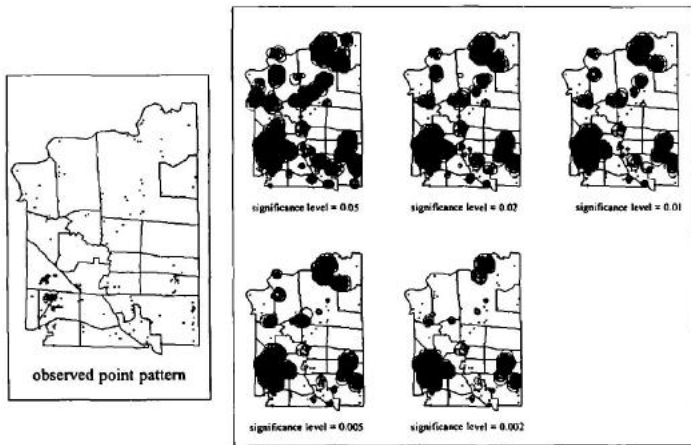 observed point pattern
significance level = 0.05
significance level = 0.02
significance level = 0.01
significance level = 0.005
significance level = 0.002